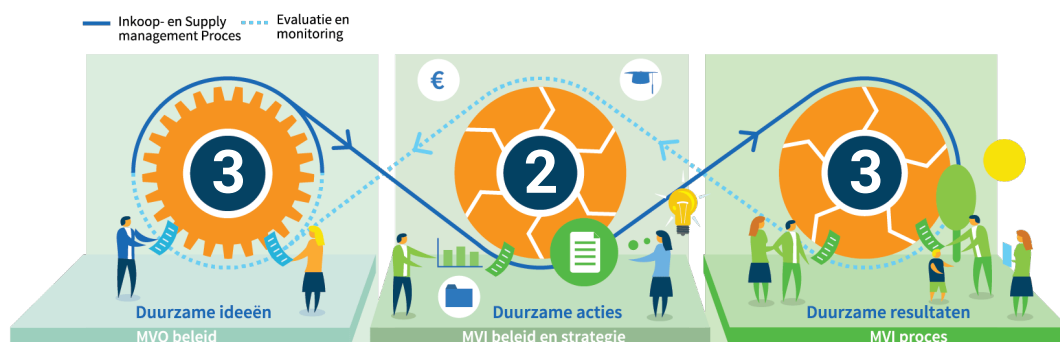 Inkoop- en Supply
management Proces
Evaluatie en
monitoring
€
3
2
3
Duurzame ideeën
Duurzame acties
Duurzame resultaten
MVO beleid
MVI beleid en strategie
MVI proces